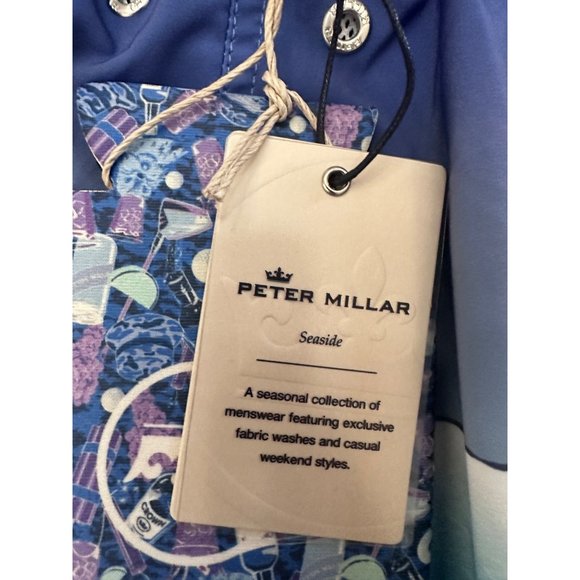 PETER MILLAR
Seaside
A seasonal collection of
menswear featuring exclusive
fabric washes and casual
weekend styles.